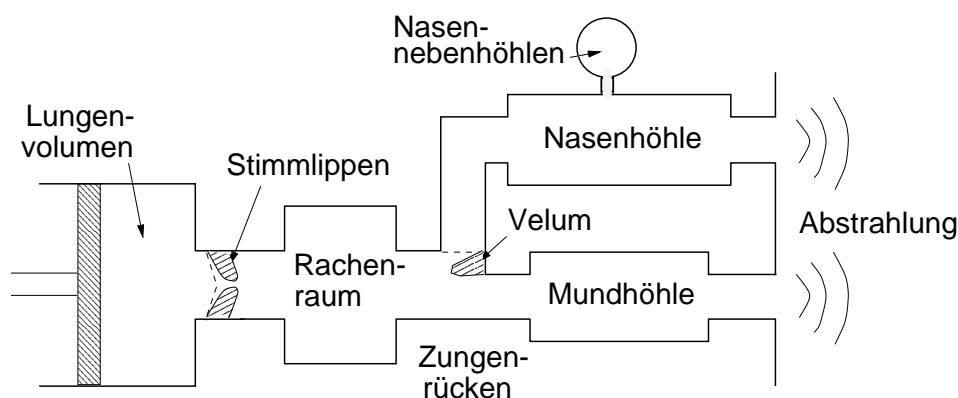 Nasen-
nebenhöhlen
Lungen-
volumen
Stimmlippen
Nasenhöhle
Velum
Abstrahlung
Rachen-
raum
Mundhöhle
Zungen-
rücken